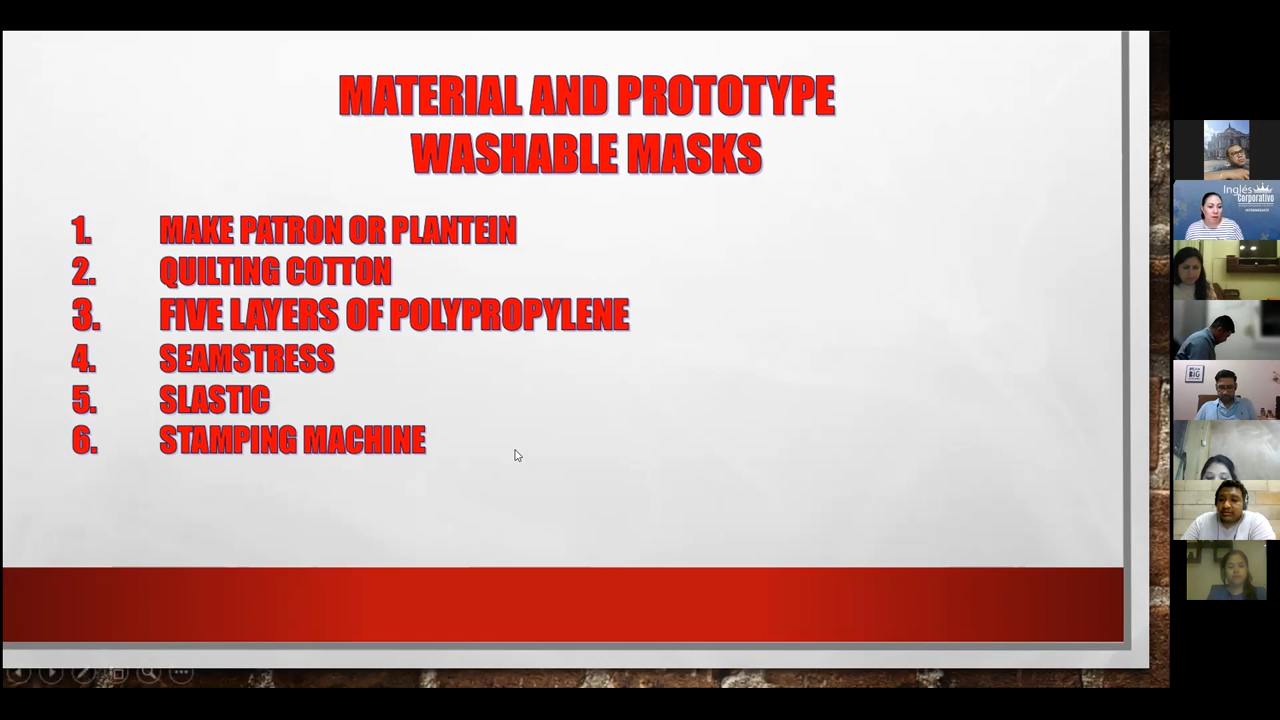 MATERIAL AND PROTOTYPE
WASHABLE MASKS
1. MAKE PATRON OR PLANTEIN
2. QUILTING COTTON
3. FIVE LAYERS OF POLYPROPYLENE
4. SEAMSTRESS
5. SLASTIC
6. STAMPING MACHINE
Inglés
Corporativo
BIG